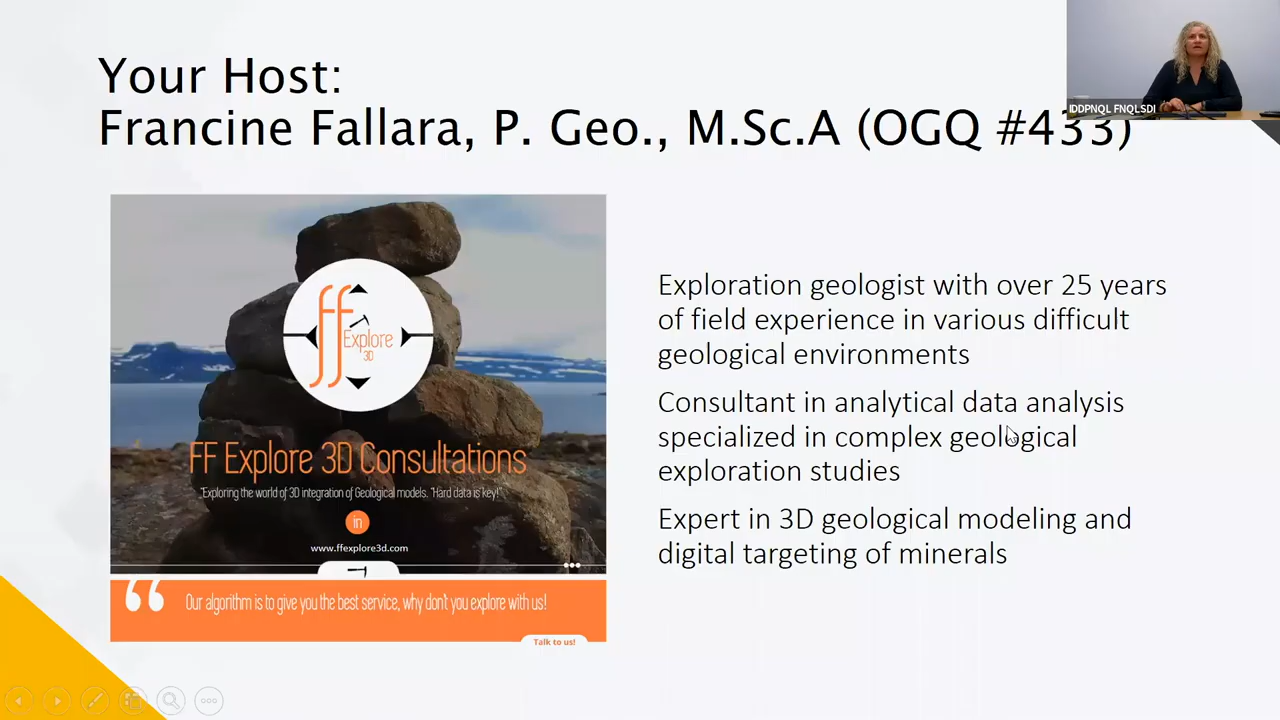 Your Host:
Francine Fallara, P. Geo., M.Sc.A (OGQ #433)
IDDPNQL FNQLSDI
ff
Explore
3D
FF Explore 3D Consultations
"Exploring the world of 3D integration of Geological models. "Hard data is key!"
in
www.ffexplore3d.com
Our algorithm is to give you the best service, why don't you explore with us!
Talk to us!
Exploration geologist with over 25 years
of field experience in various difficult
geological environments
Consultant in analytical data analysis
specialized in complex geological
exploration studies
Expert in 3D geological modeling and
digital targeting of minerals